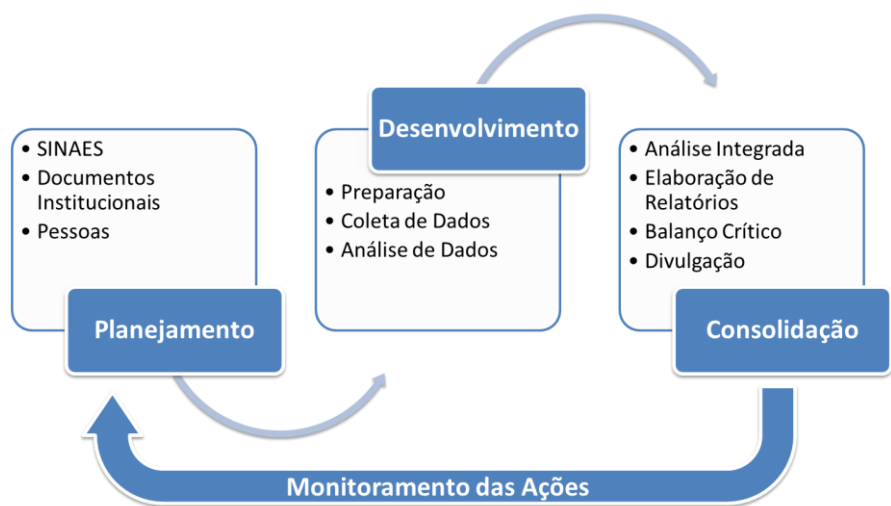 • SINAES
• Documentos
Institucionais
• Pessoas
Planejamento
Desenvolvimento
• Preparação
• Coleta de Dados
• Análise de Dados
• Análise Integrada
• Elaboração de
Relatórios
• Balanço Crítico
• Divulgação
Consolidação
Monitoramento das Ações